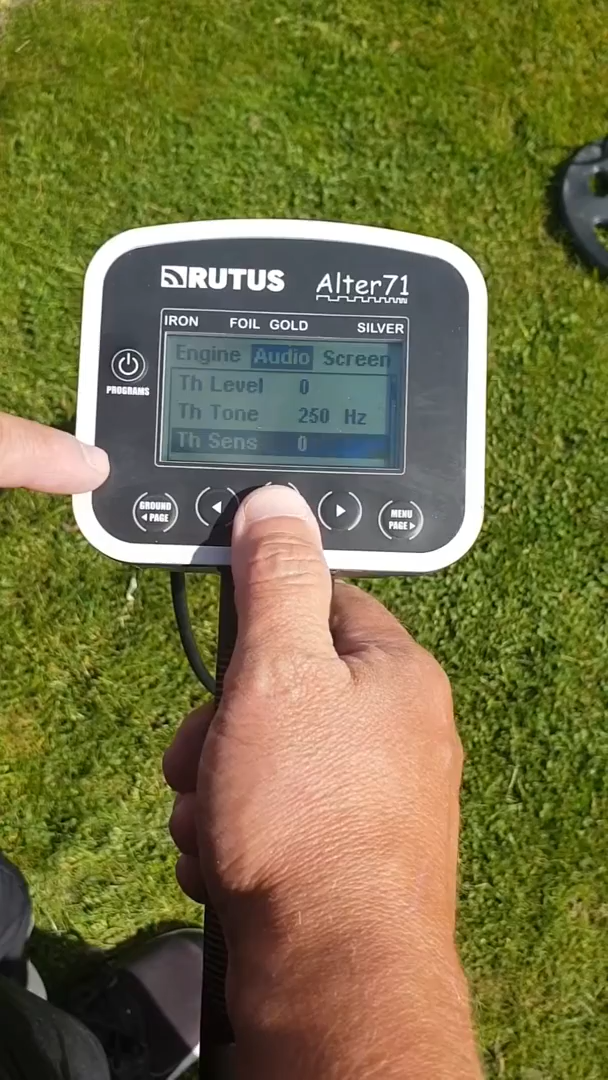 RUTUS Alter71
IRON FOIL GOLD SILVER
Engine Audio Screen
Th Level 0
Th Tone 250 Hz
Th Sens 0
PROGRAMS
GROUND
◄ PAGE
MENU
PAGE ►